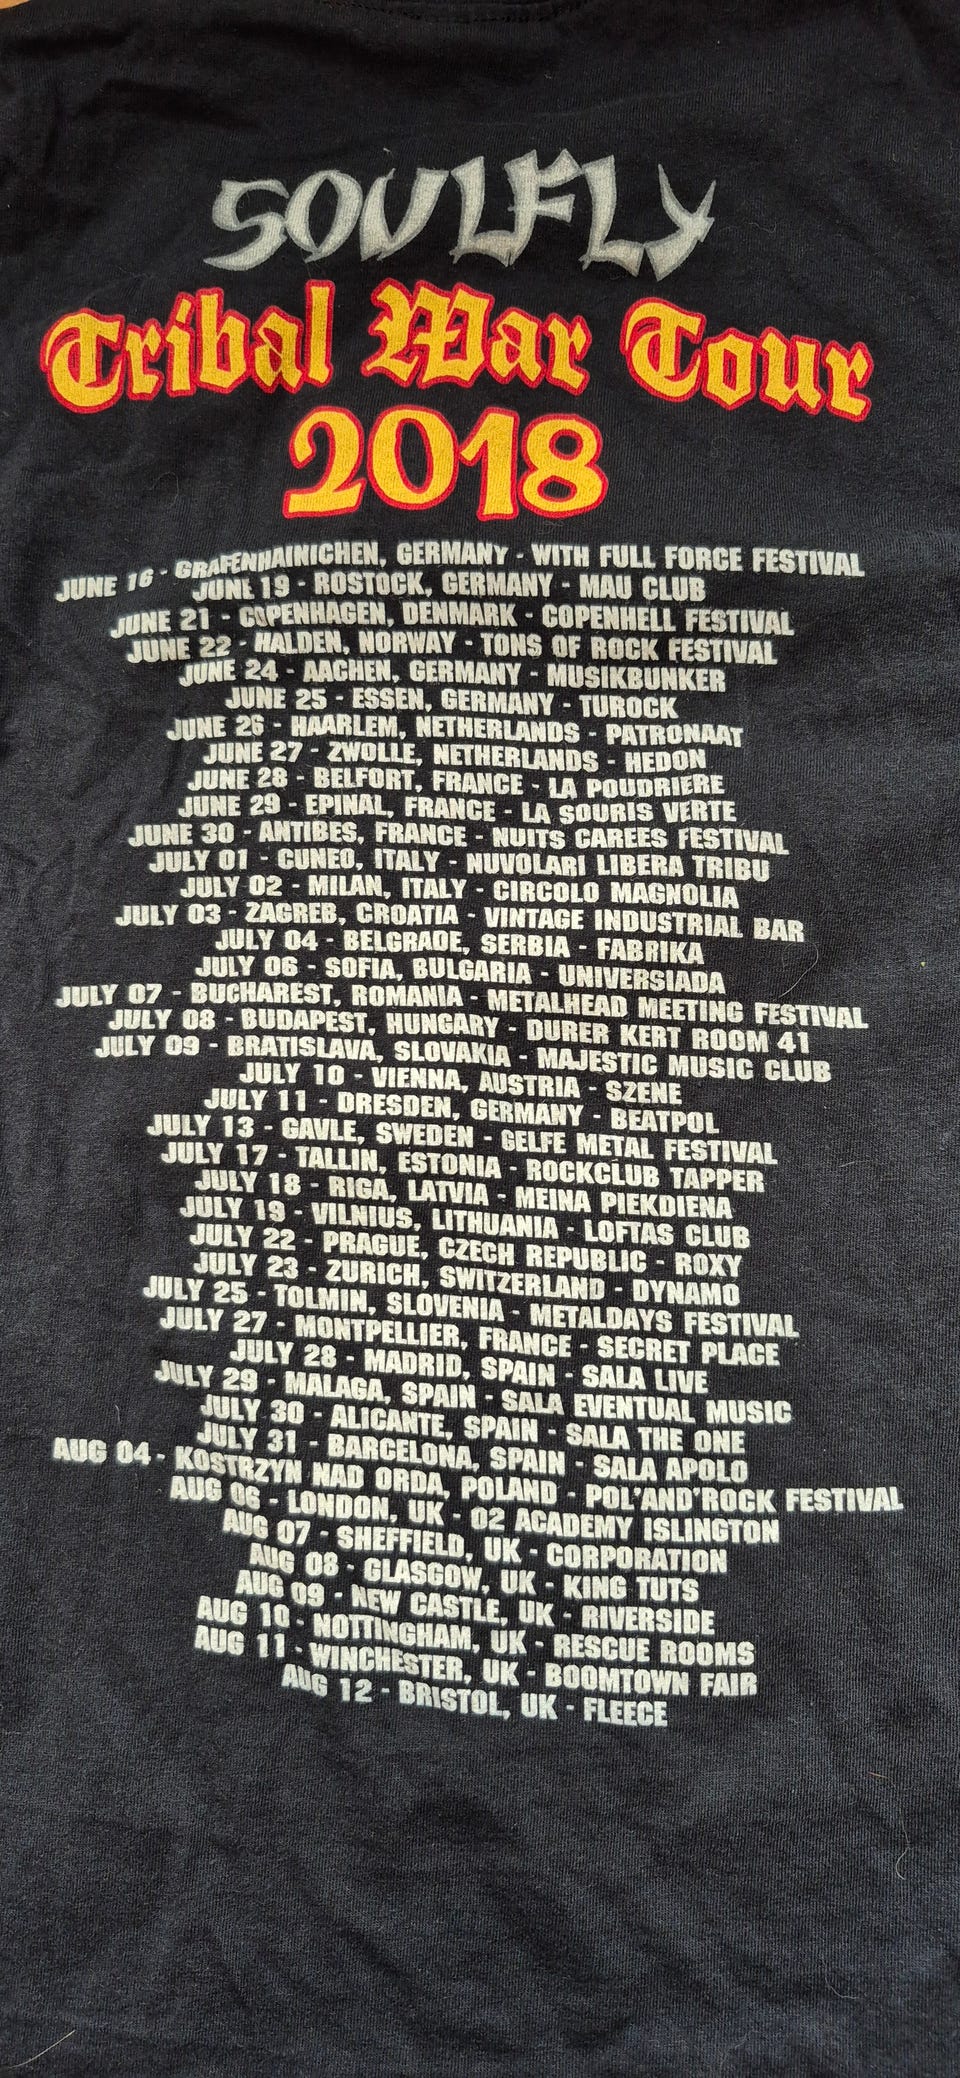 SOULFLY
Tribal War Tour
2018
JUNE 16 - GRAFENHAINICHEN, GERMANY - WITH FULL FORCE FESTIVAL
JUNE 19 - ROSTOCK, GERMANY - MAU CLUB
JUNE 21 - COPENHAGEN, DENMARK - COPENHELL FESTIVAL
JUNE 22 - HALDEN, NORWAY - TONS OF ROCK FESTIVAL
JUNE 24 - AACHEN, GERMANY - MUSIKBUNKER
JUNE 25 - ESSEN, GERMANY - TUROCK
JUNE 26 - HAARLEM, NETHERLANDS - PATRONAAT
JUNE 27 - ZWOLLE, NETHERLANDS - HEDON
JUNE 28 - BELFORT, FRANCE - LA POUDRIERE
JUNE 29 - EPINAL, FRANCE - LA SOURIS VERTE
JUNE 30 - ANTIBES, FRANCE - NUITS CAREES FESTIVAL
JULY 01 - CUNEO, ITALY - NUVOLARI LIBERA TRIBU
JULY 02 - MILAN, ITALY - CIRCOLO MAGNOLIA
JULY 03 - ZAGREB, CROATIA - VINTAGE INDUSTRIAL BAR
JULY 04 - BELGRADE, SERBIA - FABRIKA
JULY 06 - SOFIA, BULGARIA - UNIVERSIADA
JULY 07 - BUCHAREST, ROMANIA - METALHEAD MEETING FESTIVAL
JULY 08 - BUDAPEST, HUNGARY - DURER KERT ROOM 41
JULY 09 - BRATISLAVA, SLOVAKIA - MAJESTIC MUSIC CLUB
JULY 10 - VIENNA, AUSTRIA - SZENE
JULY 11 - DRESDEN, GERMANY - BEATPOL
JULY 13 - GAVLE, SWEDEN - GELFE METAL FESTIVAL
JULY 17 - TALLIN, ESTONIA - ROCKCLUB TAPPER
JULY 18 - RIGA, LATVIA - MEINA PIEKDIENA
JULY 19 - VILNIUS, LITHUANIA - LOFTAS CLUB
JULY 22 - PRAGUE, CZECH REPUBLIC - ROXY
JULY 23 - ZURICH, SWITZERLAND - DYNAMO
JULY 25 - TOLMIN, SLOVENIA - METALDAYS FESTIVAL
JULY 27 - MONTPELLIER, FRANCE - SECRET PLACE
JULY 28 - MADRID, SPAIN - SALA LIVE
JULY 29 - MALAGA, SPAIN - SALA EVENTUAL MUSIC
JULY 30 - ALICANTE, SPAIN - SALA THE ONE
JULY 31 - BARCELONA, SPAIN - SALA APOLO
AUG 04 - KOSTRZYN NAD ORDA, POLAND - POL'AND'ROCK FESTIVAL
AUG 06 - LONDON, UK - O2 ACADEMY ISLINGTON
AUG 07 - SHEFFIELD, UK - CORPORATION
AUG 08 - GLASGOW, UK - KING TUTS
AUG 09 - NEW CASTLE, UK - RIVERSIDE
AUG 10 - NOTTINGHAM, UK - RESCUE ROOMS
AUG 11 - WINCHESTER, UK - BOOMTOWN FAIR
AUG 12 - BRISTOL, UK - FLEECE